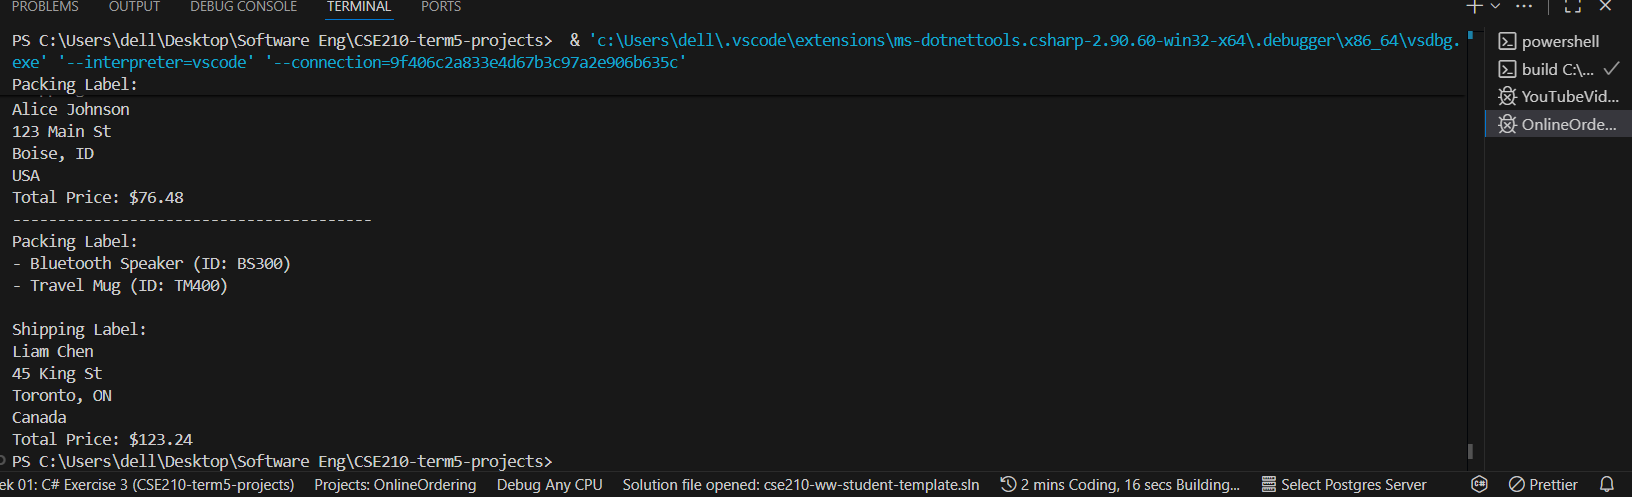 PROBLEMS OUTPUT DEBUG CONSOLE TERMINAL PORTS
PS C:\Users\dell\Desktop\Software Eng\CSE210-term5-projects>  & 'c:\Users\dell\.vscode\extensions\ms-dotnettools.csharp-2.90.60-win32-x64\.debugger\x86_64\vsdbg.
exe' '--interpreter=vscode' '--connection=9f406c2a833e4d67b3c97a2e906b635c'
Packing Label:
Alice Johnson
123 Main St
Boise, ID
USA
Total Price: $76.48
----------------------------------------
Packing Label:
- Bluetooth Speaker (ID: BS300)
- Travel Mug (ID: TM400)
Shipping Label:
Liam Chen
45 King St
Toronto, ON
Canada
Total Price: $123.24
PS C:\Users\dell\Desktop\Software Eng\CSE210-term5-projects>
powershell
build C:\...
YouTubeVid...
OnlineOrde...
ek 01: C# Exercise 3 (CSE210-term5-projects) Projects: OnlineOrdering Debug Any CPU Solution file opened: cse210-ww-student-template.sln 2 mins Coding, 16 secs Building... Select Postgres Server Prettier